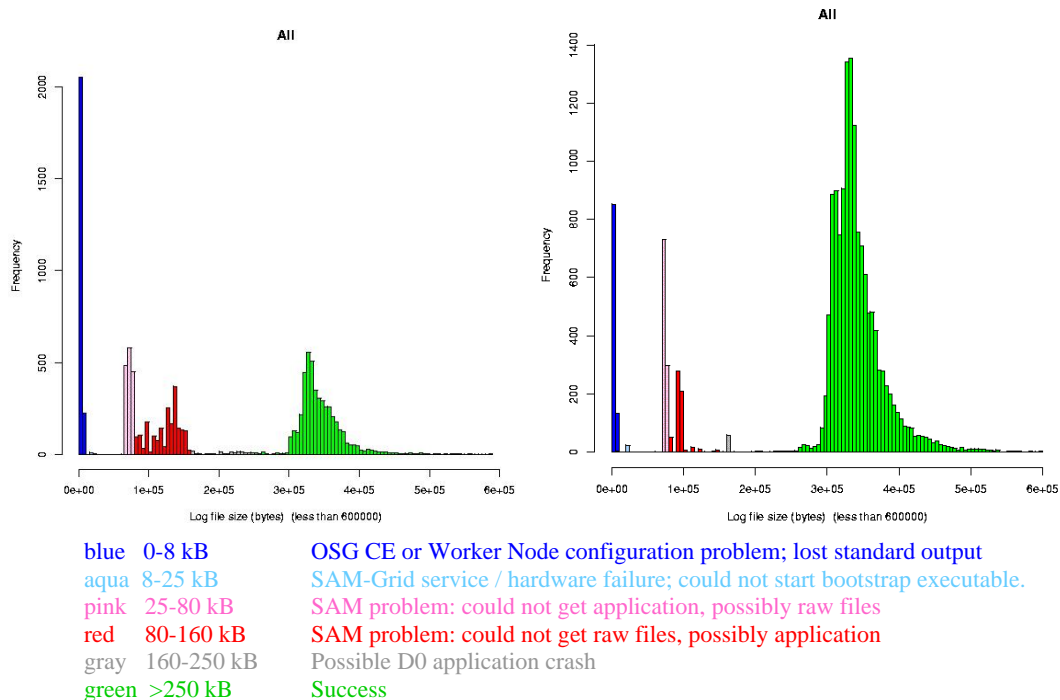 All
Frequency
2000
1500
1000
500
0
0e+00 1e+05 2e+05 3e+05 4e+05 5e+05 6e+05
Log file size (bytes) (less than 600000)
All
Frequency
1400
1200
1000
800
600
400
200
0
0e+00 1e+05 2e+05 3e+05 4e+05 5e+05 6e+05
Log file size (bytes) (less than 600000)
blue 0-8 kB OSG CE or Worker Node configuration problem; lost standard output
aqua 8-25 kB SAM-Grid service / hardware failure; could not start bootstrap executable.
pink 25-80 kB SAM problem: could not get application, possibly raw files
red 80-160 kB SAM problem: could not get raw files, possibly application
gray 160-250 kB Possible D0 application crash
green >250 kB Success